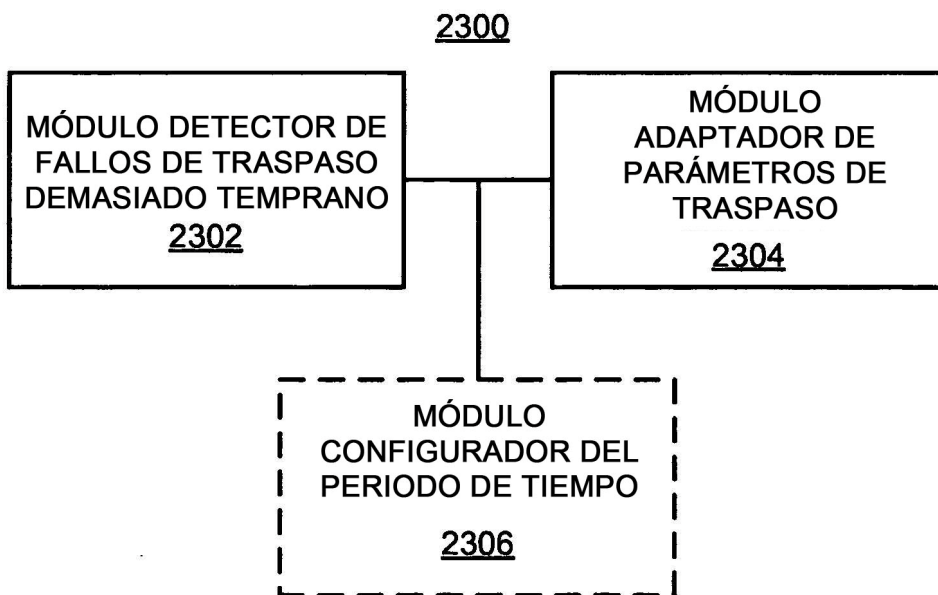 2300
MÓDULO DETECTOR DE
FALLOS DE TRASPASO
DEMASIADO TEMPRANO
2302
MÓDULO
ADAPTADOR DE
PARÁMETROS DE
TRASPASO
2304
MÓDULO
CONFIGURADOR DEL
PERIODO DE TIEMPO
2306